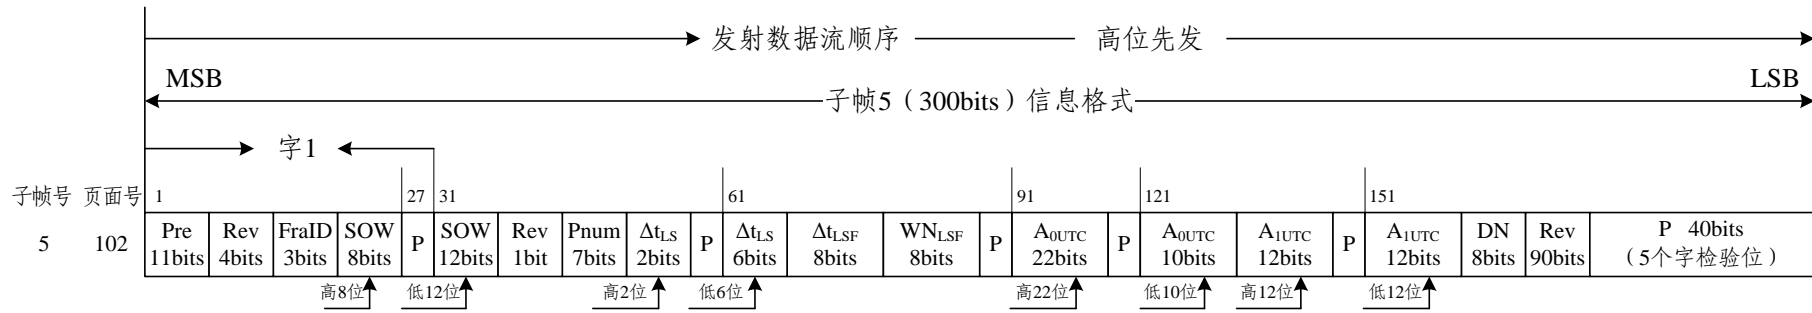 发射数据流顺序 高位先发
MSB LSB
子帧5（300bits）信息格式
字1
子帧号 页面号 1 27 31 61 91 121 151
5 102 Pre 11bits Rev 4bits FraID 3bits SOW 8bits P SOW 12bits Rev 1bit Pnum 7bits Δt_LS 2bits P Δt_LS 6bits Δt_LSF 8bits WN_LSF 8bits P A_0UTC 22bits P A_0UTC 10bits A_1UTC 12bits P A_1UTC 12bits DN 8bits Rev 90bits P 40bits （5个字检验位）
高8位 低12位 高2位 低6位 高22位 低10位 高12位 低12位